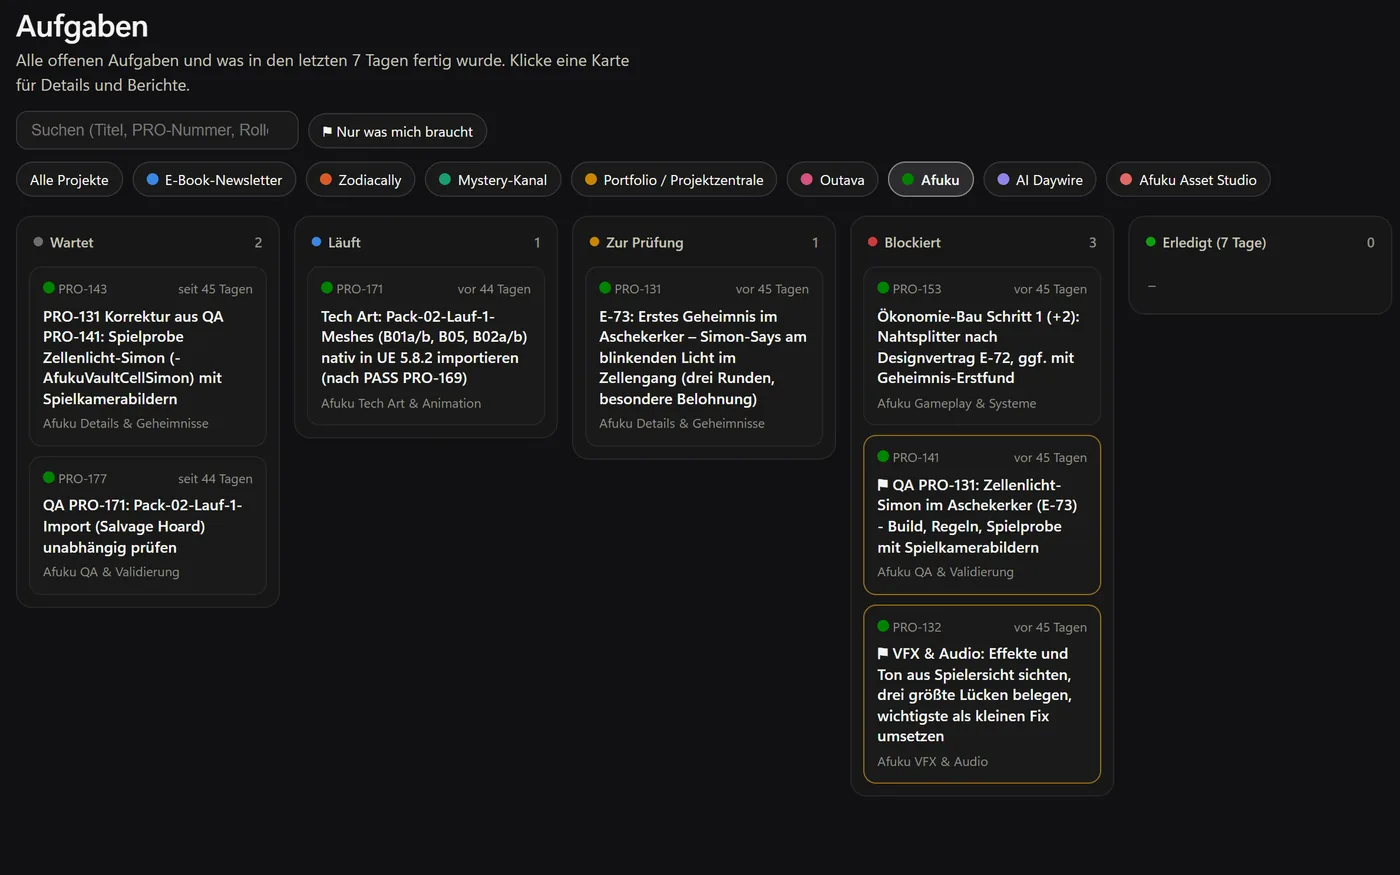 Aufgaben
Alle offenen Aufgaben und was in den letzten 7 Tagen fertig wurde. Klicke eine Karte
für Details und Berichte.
Suchen (Titel, PRO-Nummer, Roll
Nur was mich braucht
Alle Projekte
E-Book-Newsletter
Zodiacally
Mystery-Kanal
Portfolio / Projektzentrale
Outava
Afuku
AI Daywire
Afuku Asset Studio
Wartet 2
PRO-143 seit 45 Tagen
PRO-131 Korrektur aus QA
PRO-141: Spielprobe
Zellenlicht-Simon (-
AfukuVaultCellSimon) mit
Spielkamerabildern
Afuku Details & Geheimnisse
PRO-177 seit 44 Tagen
QA PRO-171: Pack-02-Lauf-1-
Import (Salvage Hoard)
unabhängig prüfen
Afuku QA & Validierung
Läuft 1
PRO-171 vor 44 Tagen
Tech Art: Pack-02-Lauf-1-
Meshes (B01a/b, B05, B02a/b)
nativ in UE 5.8.2 importieren
(nach PASS PRO-169)
Afuku Tech Art & Animation
Zur Prüfung 1
PRO-131 vor 45 Tagen
E-73: Erstes Geheimnis im
Aschekerker – Simon-Says am
blinkenden Licht im
Zellengang (drei Runden,
besondere Belohnung)
Afuku Details & Geheimnisse
Blockiert 3
PRO-153 vor 45 Tagen
Ökonomie-Bau Schritt 1 (+2):
Nahtsplitter nach
Designvertrag E-72, ggf. mit
Geheimnis-Erstfund
Afuku Gameplay & Systeme
PRO-141 vor 45 Tagen
QA PRO-131: Zellenlicht-
Simon im Aschekerker (E-73)
- Build, Regeln, Spielprobe
mit Spielkamerabildern
Afuku QA & Validierung
PRO-132 vor 45 Tagen
VFX & Audio: Effekte und
Ton aus Spielersicht sichten,
drei größte Lücken belegen,
wichtigste als kleinen Fix
umsetzen
Afuku VFX & Audio
Erledigt (7 Tage) 0
–